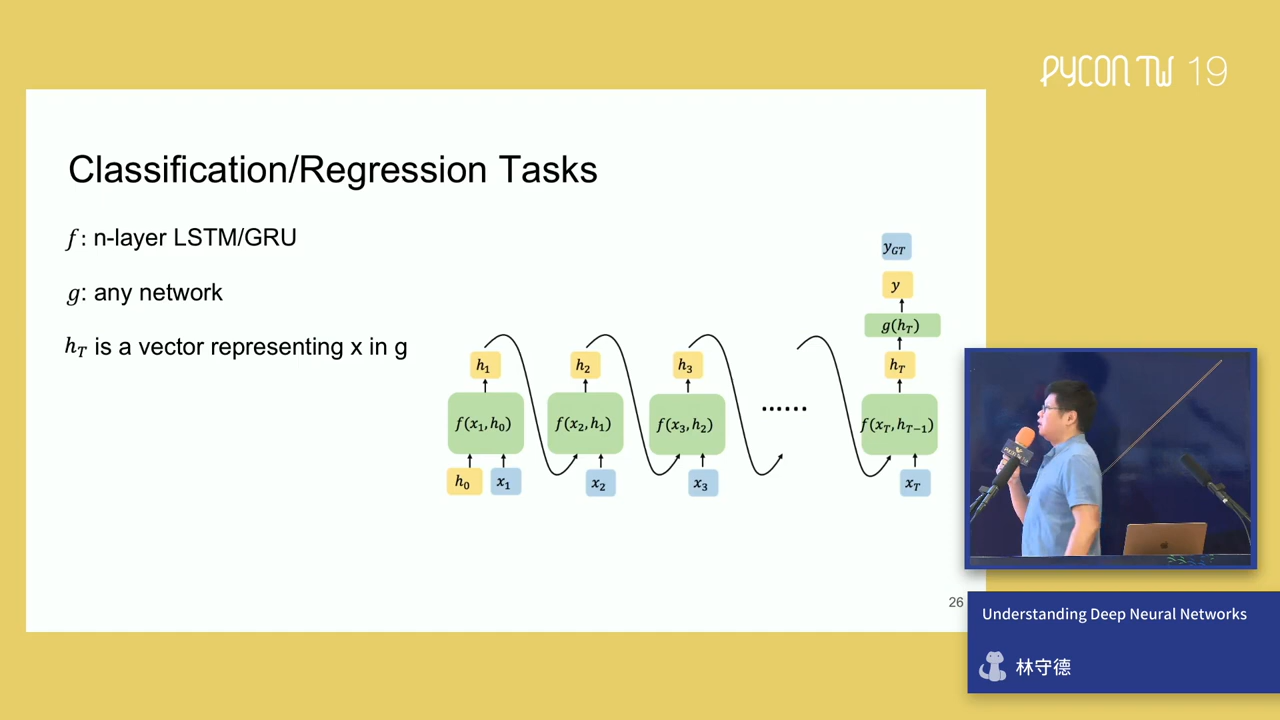 PYCON TW 19
Classification/Regression Tasks
f: n-layer LSTM/GRU
g: any network
h_T is a vector representing x in g
y_GT
y
g(h_T)
h_1 h_2 h_3 h_T
f(x_1, h_0) f(x_2, h_1) f(x_3, h_2) ...... f(x_T, h_{T-1})
h_0 x_1 x_2 x_3 x_T
26
Understanding Deep Neural Networks
林守德